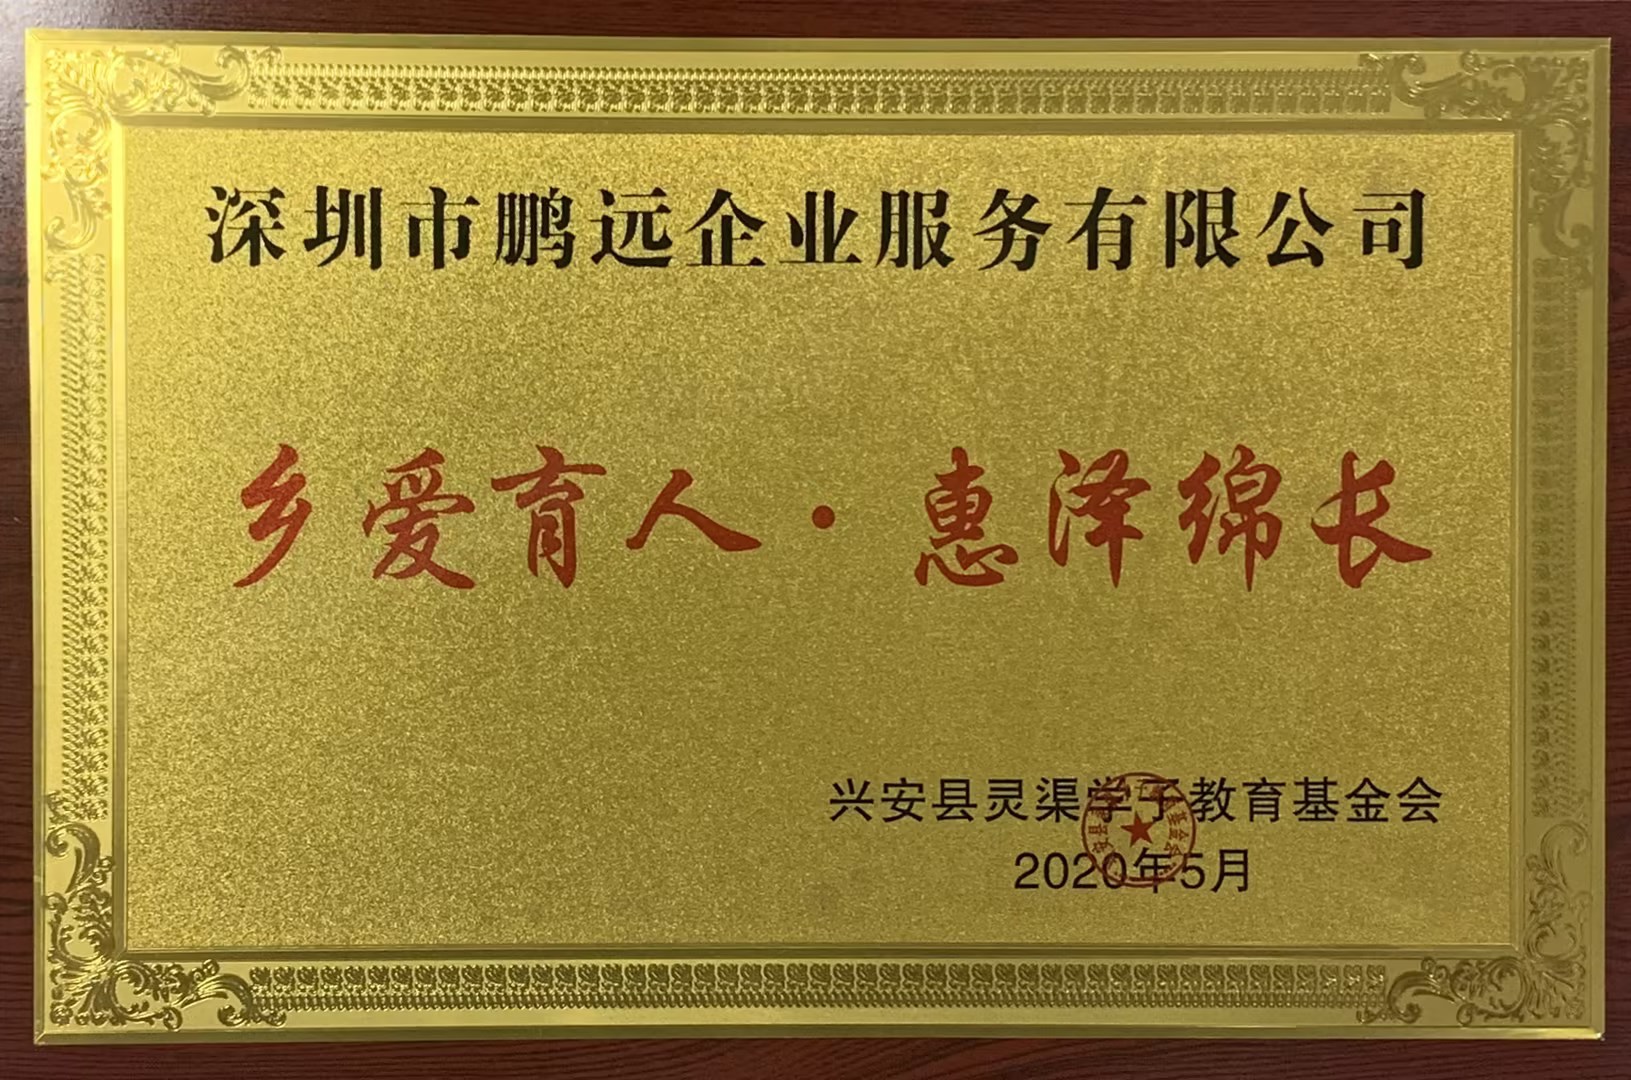 深圳市鹏远企业服务有限公司
乡爱育人·惠泽绵长
兴安县灵渠学子教育基金会
2020年5月